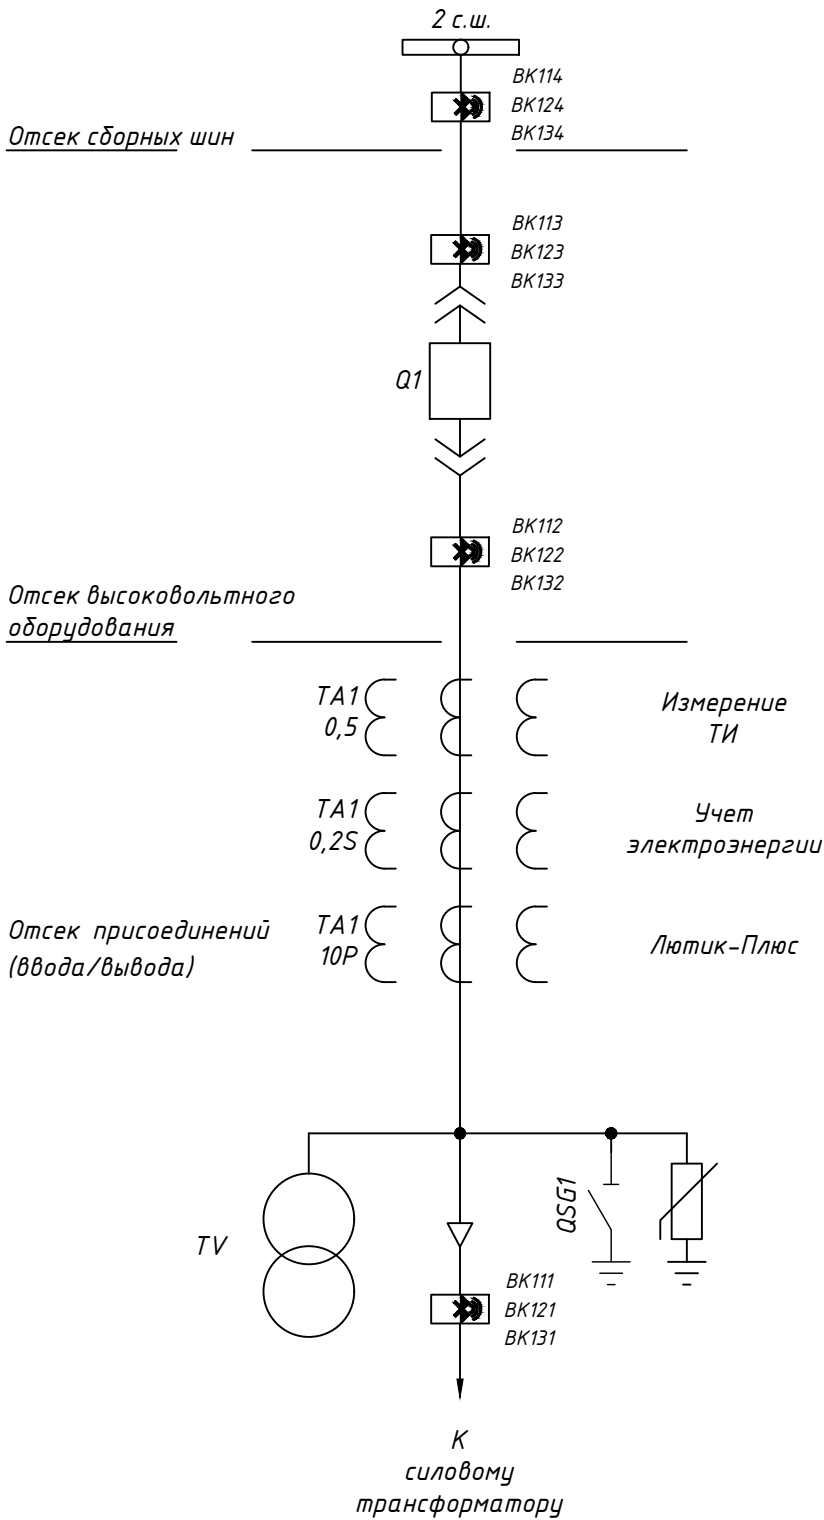 2 с.ш.
ВК114
ВК124
ВК134
Отсек сборных шин
ВК113
ВК123
ВК133
Q1
ВК112
ВК122
ВК132
Отсек высоковольтного
оборудования
ТА1
0,5
Измерение
ТИ
ТА1
0,2S
Учет
электроэнергии
Отсек присоединений
(ввода/вывода)
ТА1
10Р
Лютик-Плюс
QSG1
TV
ВК111
ВК121
ВК131
К
силовому
трансформатору